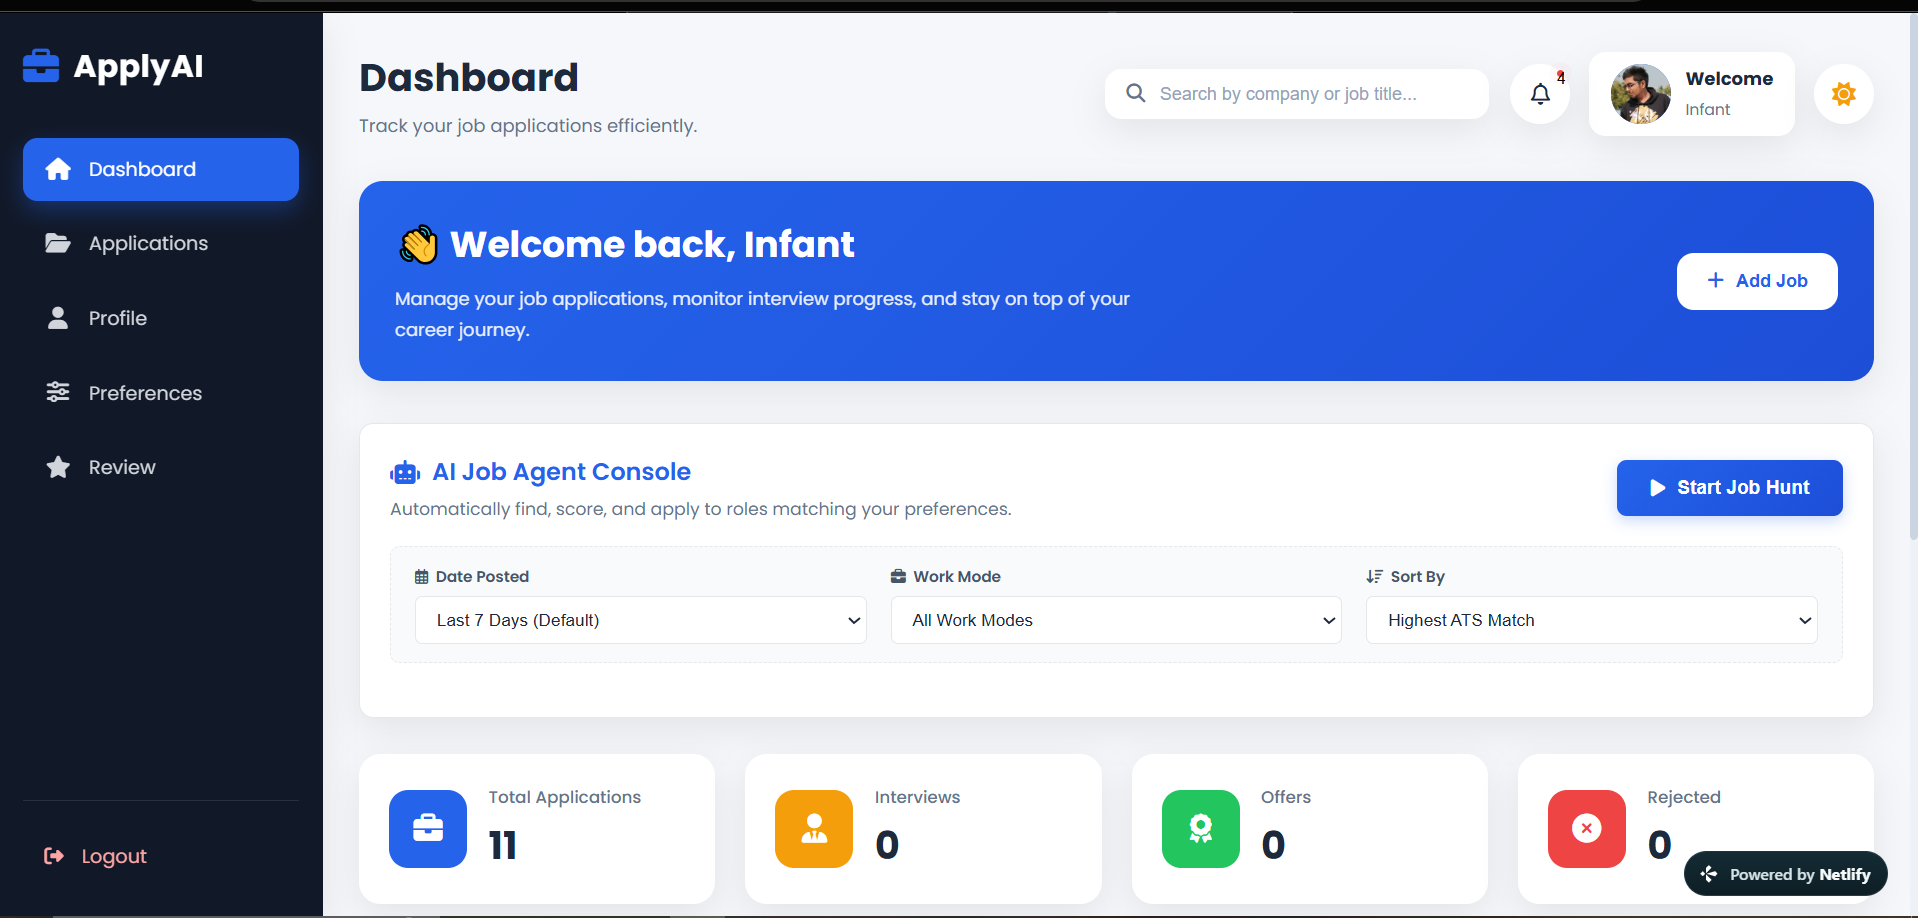 ApplyAI
Dashboard
Applications
Profile
Preferences
Review
Logout
Dashboard
Track your job applications efficiently.
Search by company or job title...
4
Welcome
Infant
👋 Welcome back, Infant
Manage your job applications, monitor interview progress, and stay on top of your
career journey.
+ Add Job
AI Job Agent Console
Automatically find, score, and apply to roles matching your preferences.
Start Job Hunt
Date Posted
Last 7 Days (Default)
Work Mode
All Work Modes
Sort By
Highest ATS Match
Total Applications
11
Interviews
0
Offers
0
Rejected
0
Powered by Netlify